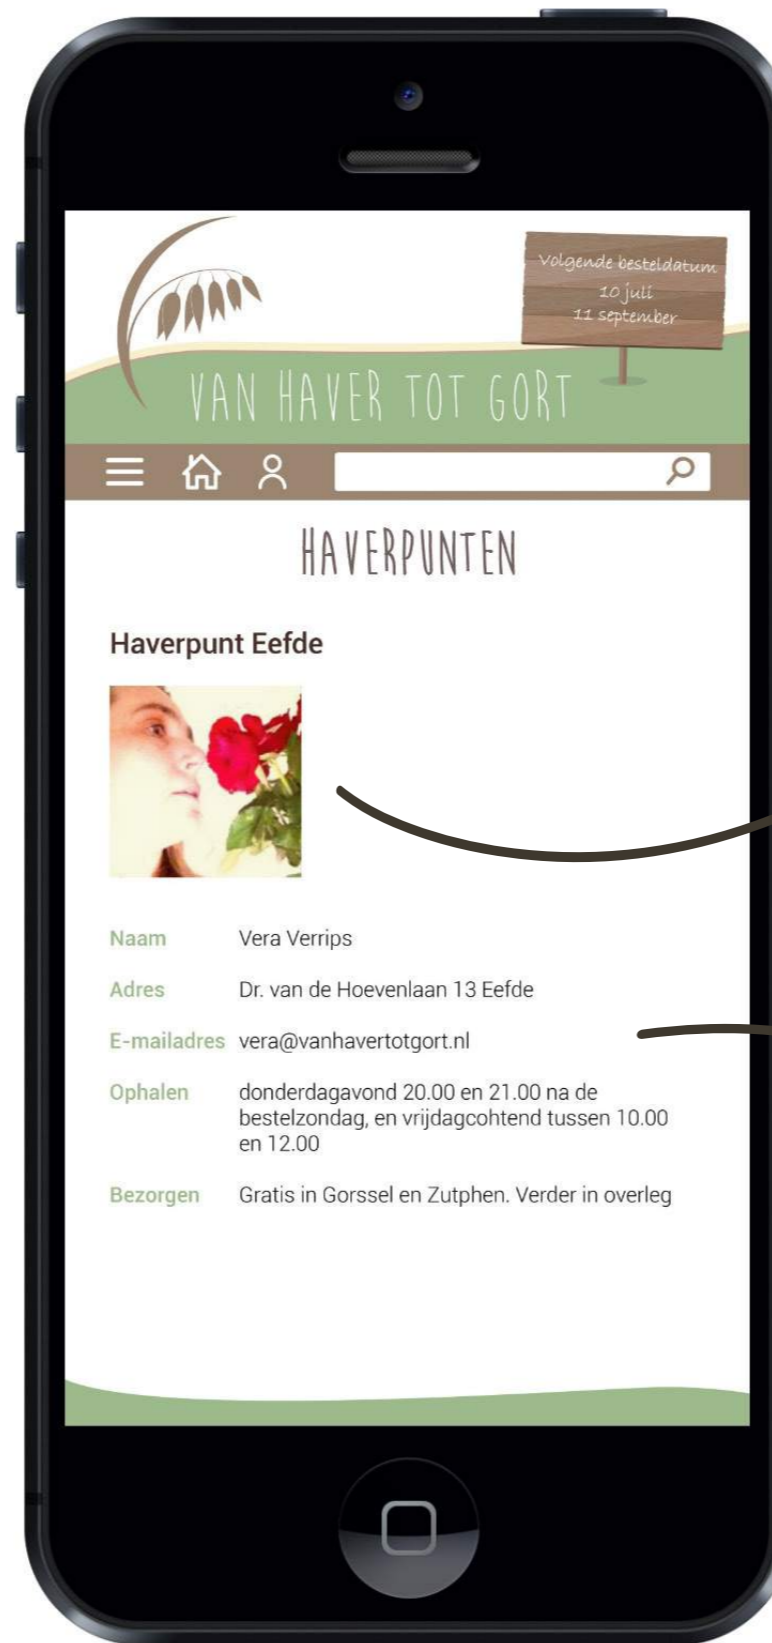 Volgende besteldatum
10 juli
11 september
VAN HAVER TOT GORT
HAVERPUNTEN
Haverpunt Eefde
Naam Vera Verrips
Adres Dr. van de Hoevenlaan 13 Eefde
E-mailadres vera@vanhavertotgort.nl
Ophalen donderdagavond 20.00 en 21.00 na de
bestelzondag, en vrijdagcohtend tussen 10.00
en 12.00
Bezorgen Gratis in Gorssel en Zutphen. Verder in overleg